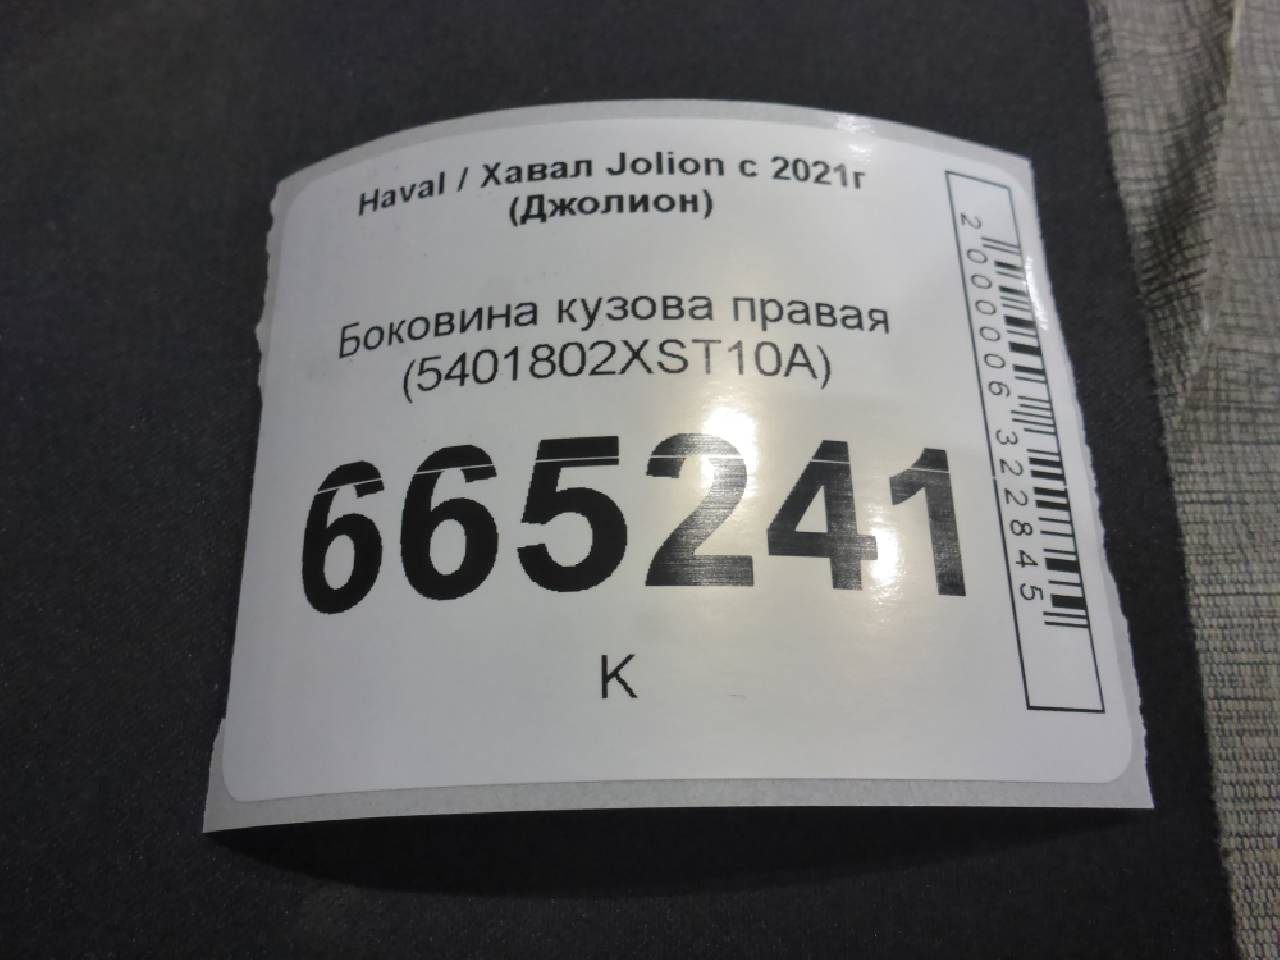 Haval / Хавал Jolion с 2021г
(Джолион)
Боковина кузова правая
(5401802XST10A)
665241
К
2000006322845